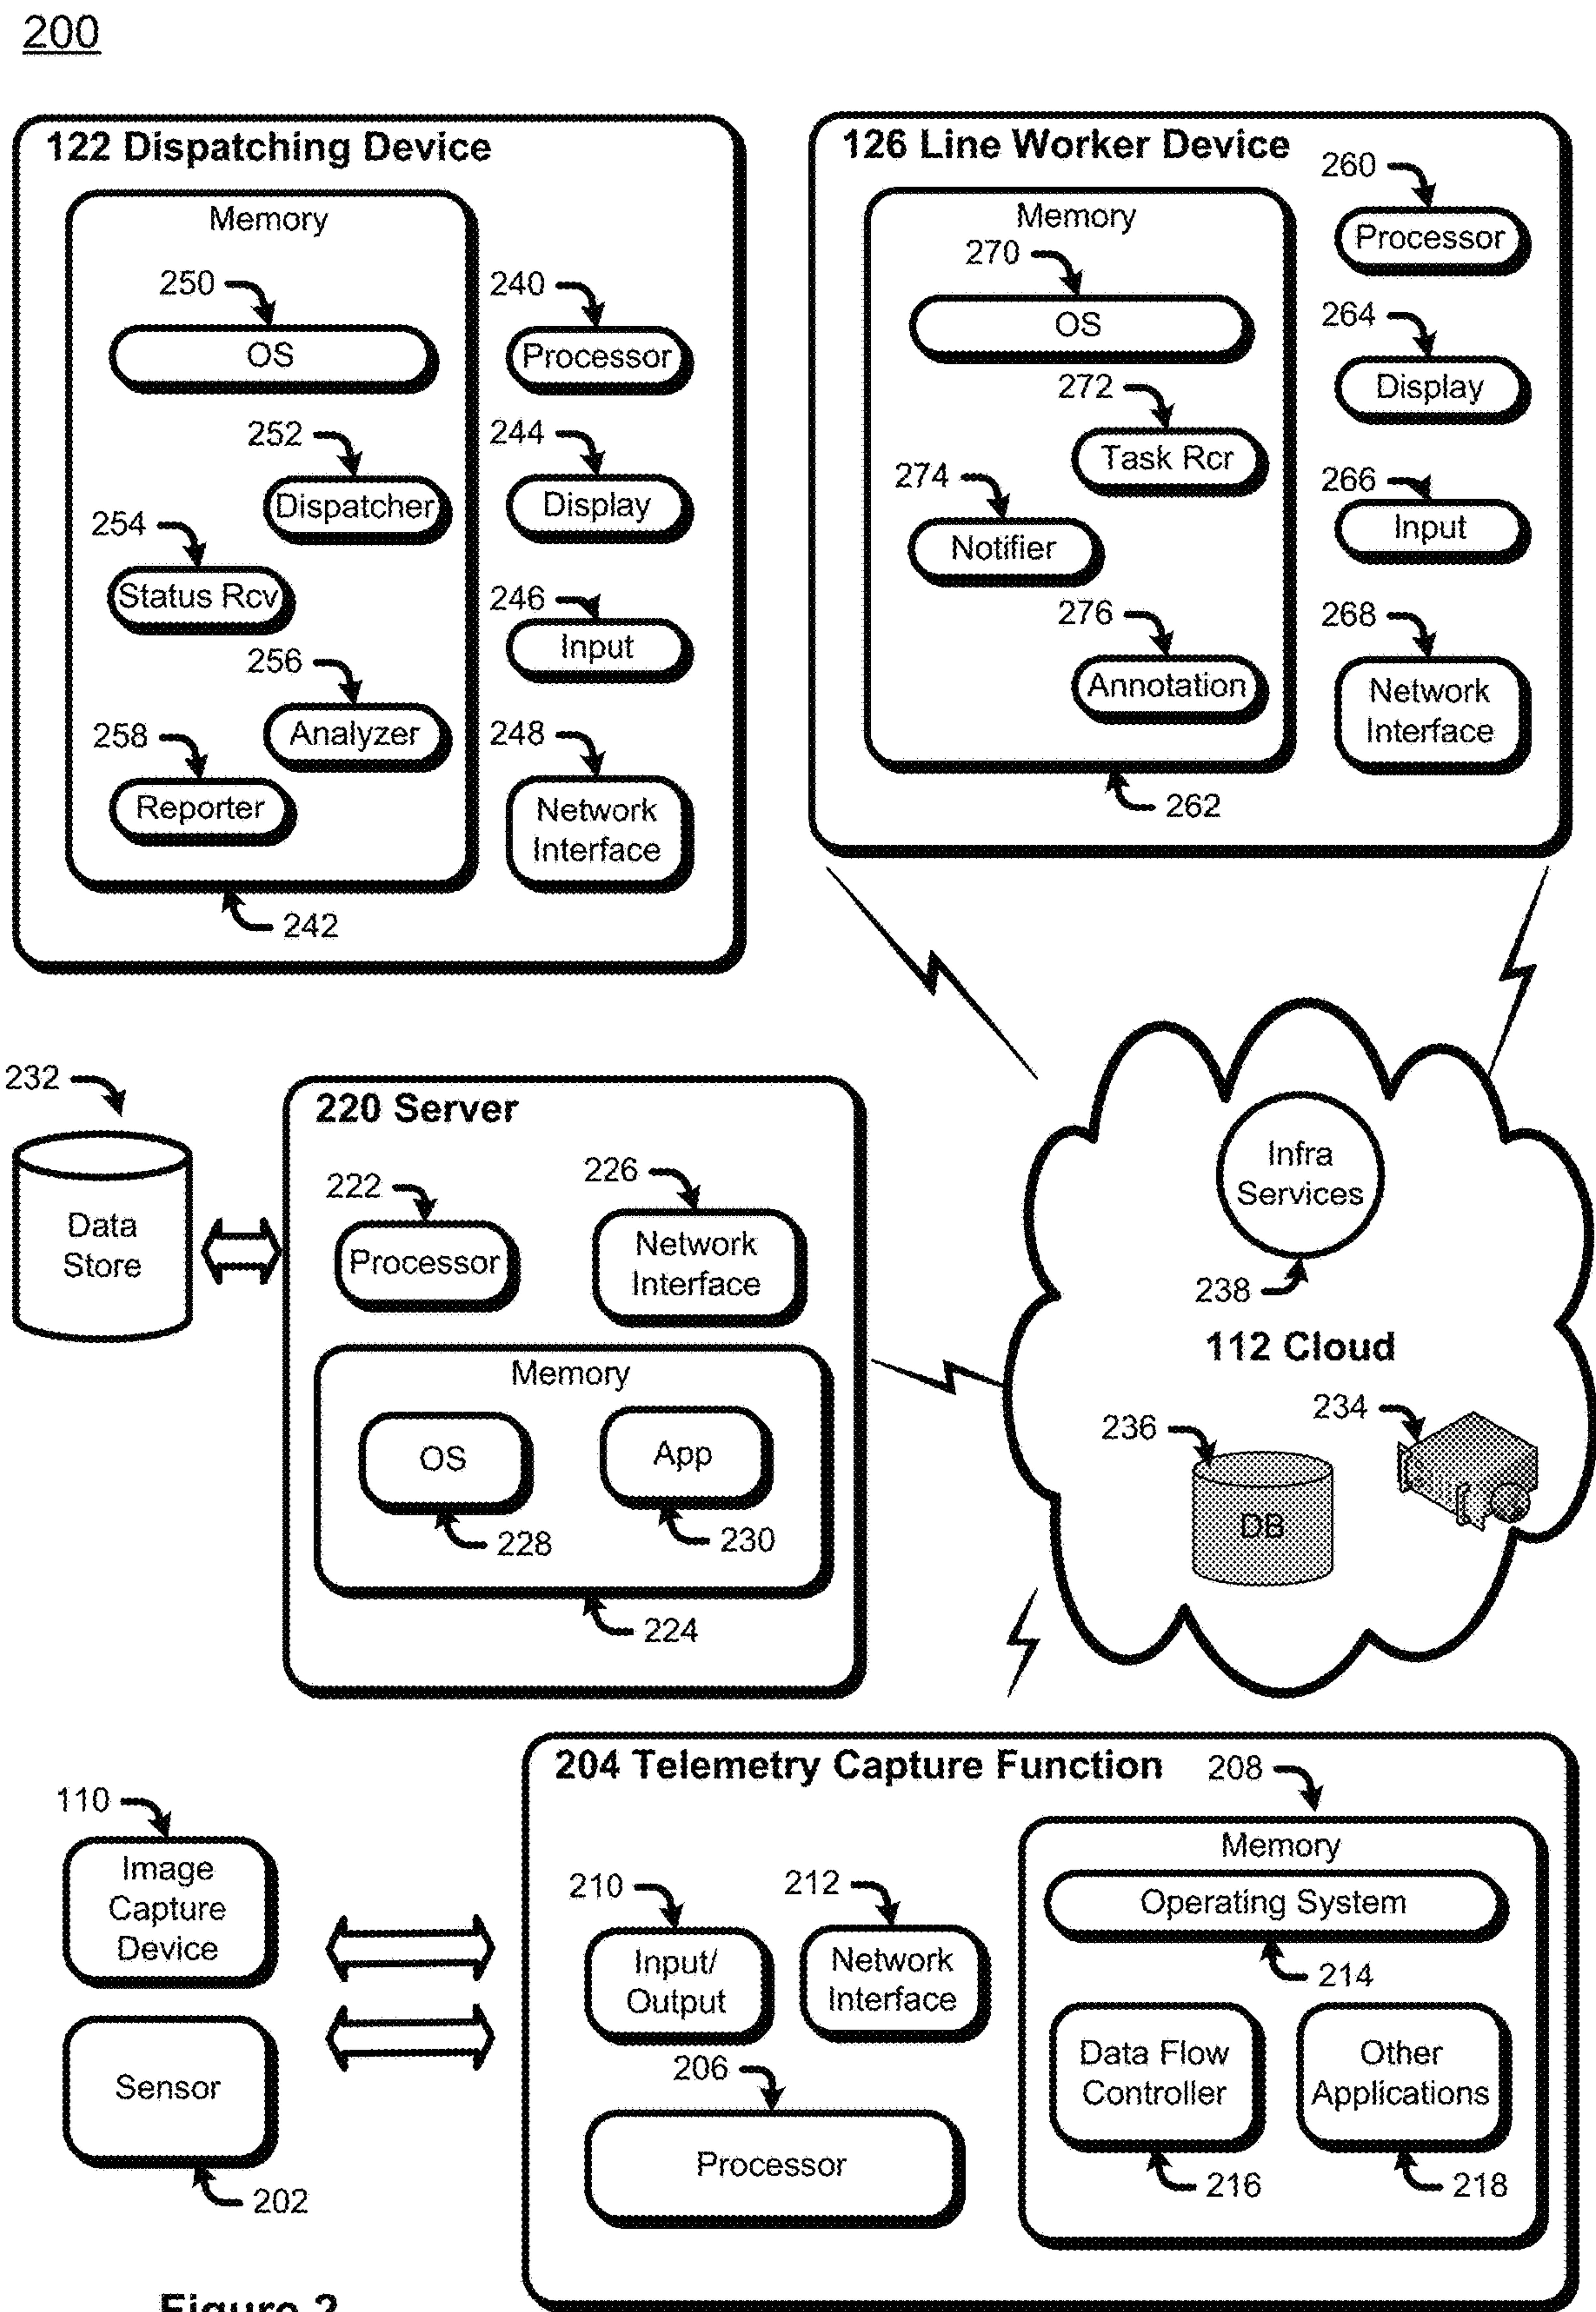 200
122 Dispatching Device
Memory
250
OS
252
Dispatcher
254
Status Rcv
256
Analyzer
258
Reporter
242
240
Processor
244
Display
246
Input
248
Network
Interface
126 Line Worker Device
Memory
270
OS
272
Task Rcr
274
Notifier
276
Annotation
262
260
Processor
264
Display
266
Input
268
Network
Interface
232
Data
Store
220 Server
222
Processor
226
Network
Interface
Memory
OS
228
App
230
224
Infra
Services
238
112 Cloud
236
DB
234
110
Image
Capture
Device
Sensor
202
204 Telemetry Capture Function
208
210
Input/
Output
212
Network
Interface
206
Processor
Memory
Operating System
214
Data Flow
Controller
216
Other
Applications
218
Figure 2